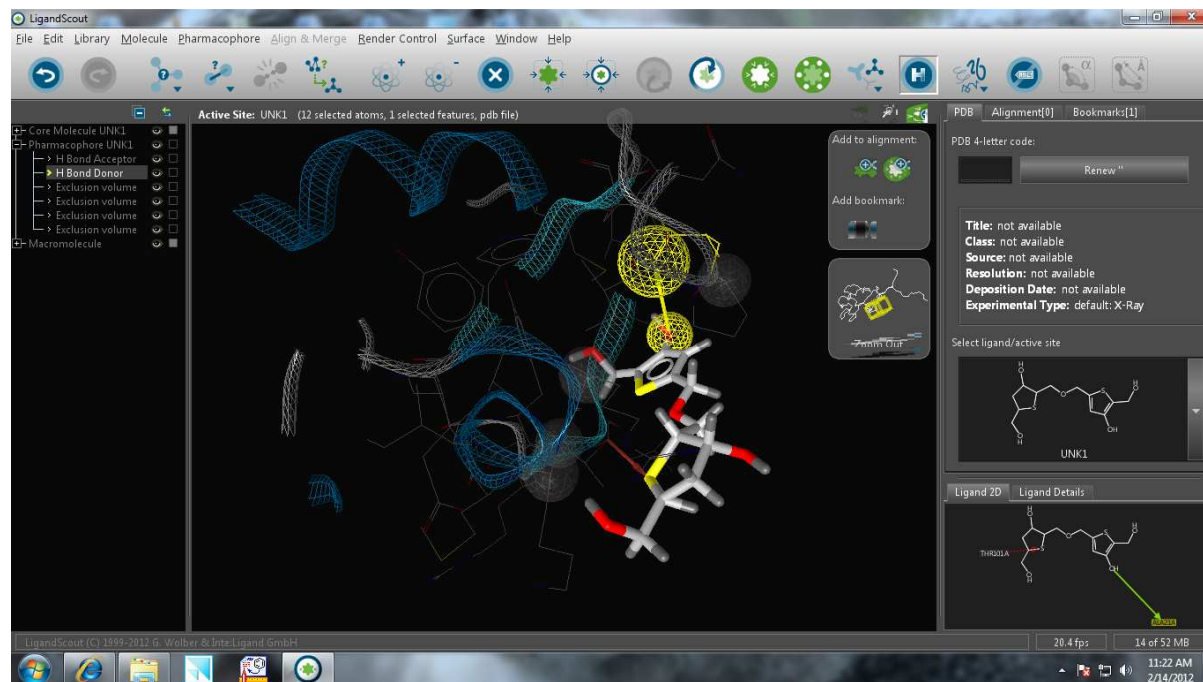 LigandScout
File Edit Library Molecule Pharmacophore Align & Merge Render Control Surface Window Help
Active Site: UNK1 (12 selected atoms, 1 selected features, pdb file)
Core Molecule UNK1
Pharmacophore UNK1
H Bond Acceptor
H Bond Donor
Exclusion volume
Exclusion volume
Exclusion volume
Exclusion volume
Macromolecule
Add to alignment:
Add bookmark:
Zoom Out
PDB Alignment[0] Bookmarks[1]
PDB 4-letter code:
Renew "
Title: not available
Class: not available
Source: not available
Resolution: not available
Deposition Date: not available
Experimental Type: default: X-Ray
Select ligand/active site
H
O
S
O
O
H
S
O
H
OH
UNK1
Ligand 2D Ligand Details
H
O
THR101A
S
O
O
H
S
O
H
OH
LigandScout (C) 1999-2012 G. Wolber & Inte:Ligand GmbH
20.4 fps 14 of 52 MB
11:22 AM
2/14/2012